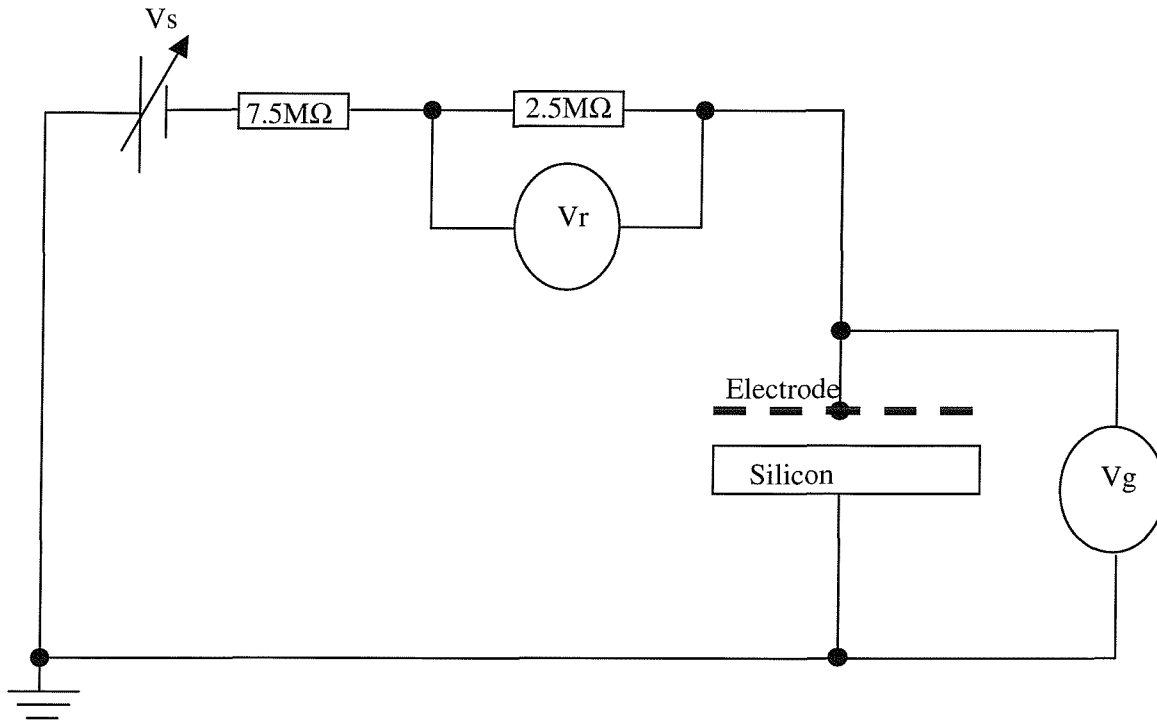 Vs
7.5MΩ
2.5MΩ
Vr
Electrode
Silicon
Vg